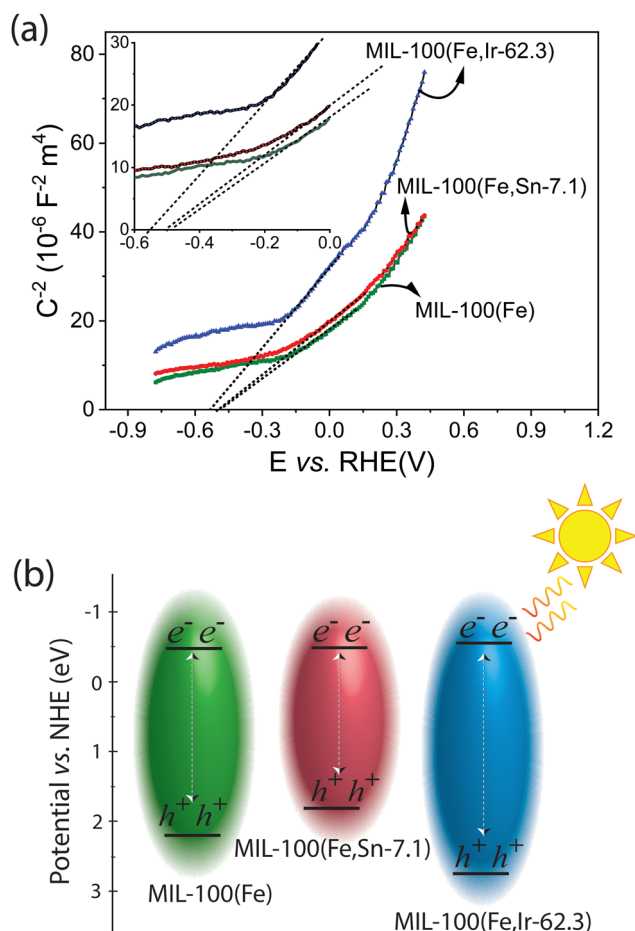 (a)
MIL-100(Fe,Ir-62.3)
MIL-100(Fe,Sn-7.1)
MIL-100(Fe)
C⁻² (10⁻⁶ F⁻² m⁴)
80
60
40
20
0
30
20
10
0
-0.6 -0.4 -0.2 0.0
-0.9 -0.6 -0.3 0.0 0.3 0.6 0.9 1.2
E vs. RHE(V)
(b)
Potential vs. NHE (eV)
-1
0
1
2
3
e⁻ e⁻
h⁺ h⁺
MIL-100(Fe)
e⁻ e⁻
h⁺ h⁺
MIL-100(Fe,Sn-7.1)
e⁻ e⁻
h⁺ h⁺
MIL-100(Fe,Ir-62.3)